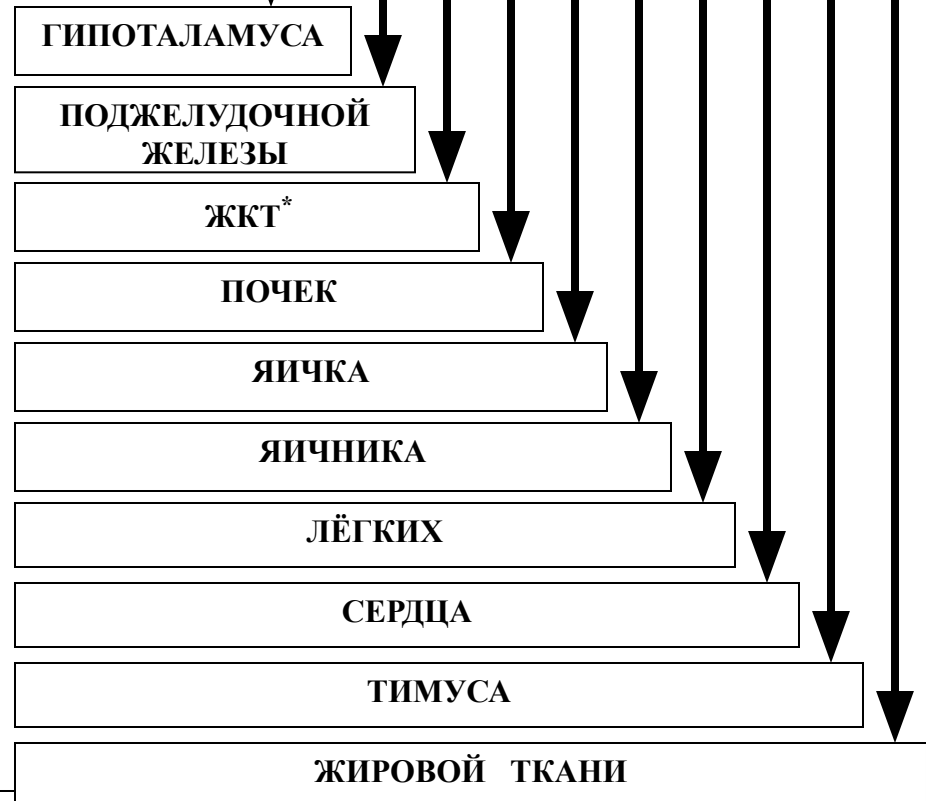 ГИПОТАЛАМУСА
ПОДЖЕЛУДОЧНОЙ
ЖЕЛЕЗЫ
ЖКТ*
ПОЧЕК
ЯИЧКА
ЯИЧНИКА
ЛЁГКИХ
СЕРДЦА
ТИМУСА
ЖИРОВОЙ ТКАНИ